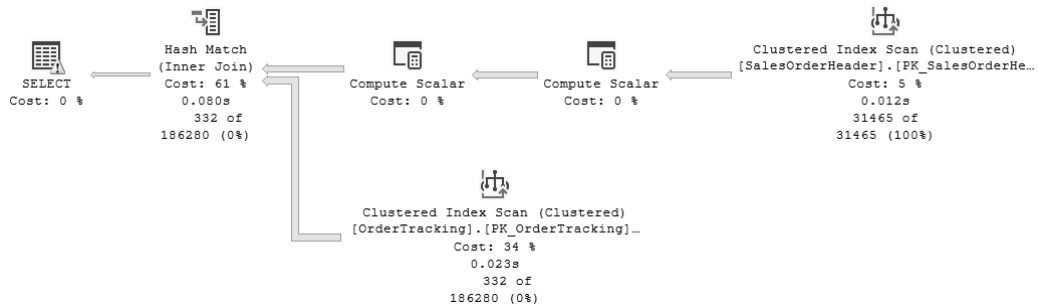 SELECT
Cost: 0 %
Hash Match
(Inner Join)
Cost: 61 %
0.080s
332 of
186280 (0%)
Compute Scalar
Cost: 0 %
Compute Scalar
Cost: 0 %
Clustered Index Scan (Clustered)
[SalesOrderHeader].[PK_SalesOrderHe…
Cost: 5 %
0.012s
31465 of
31465 (100%)
Clustered Index Scan (Clustered)
[OrderTracking].[PK_OrderTracking]…
Cost: 34 %
0.023s
332 of
186280 (0%)